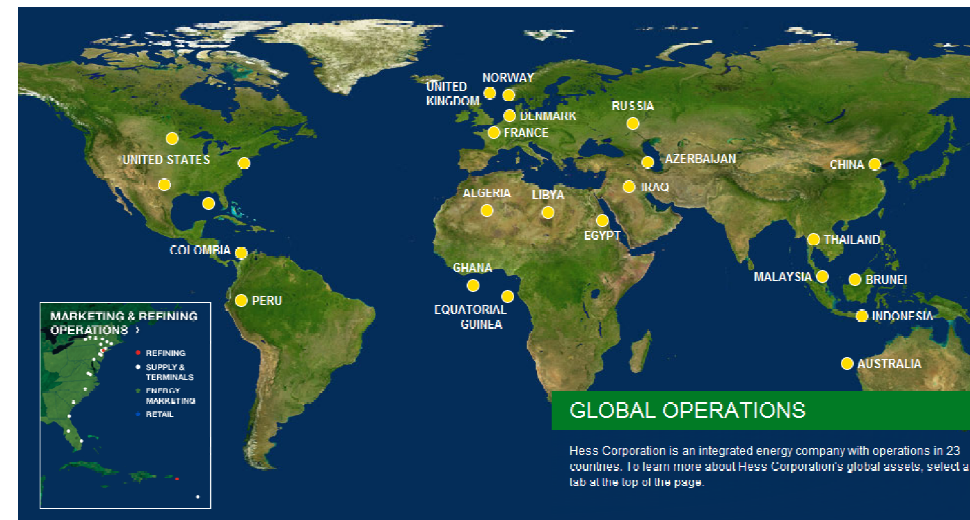 NORWAY
UNITED
KINGDOM
RUSSIA
DENMARK
FRANCE
UNITED STATES
AZERBAIJAN
CHINA
ALGERIA
LIBYA
IRAQ
EGYPT
COLOMBIA
THAILAND
GHANA
MALAYSIA
BRUNEI
PERU
EQUATORIAL
GUINEA
INDONESIA
AUSTRALIA
MARKETING & REFINING
OPERATIONS ›
REFINING
SUPPLY &
TERMINALS
ENERGY
MARKETING
RETAIL
GLOBAL OPERATIONS
Hess Corporation is an integrated energy company with operations in 23
countries. To learn more about Hess Corporation's global assets, select a
tab at the top of the page.